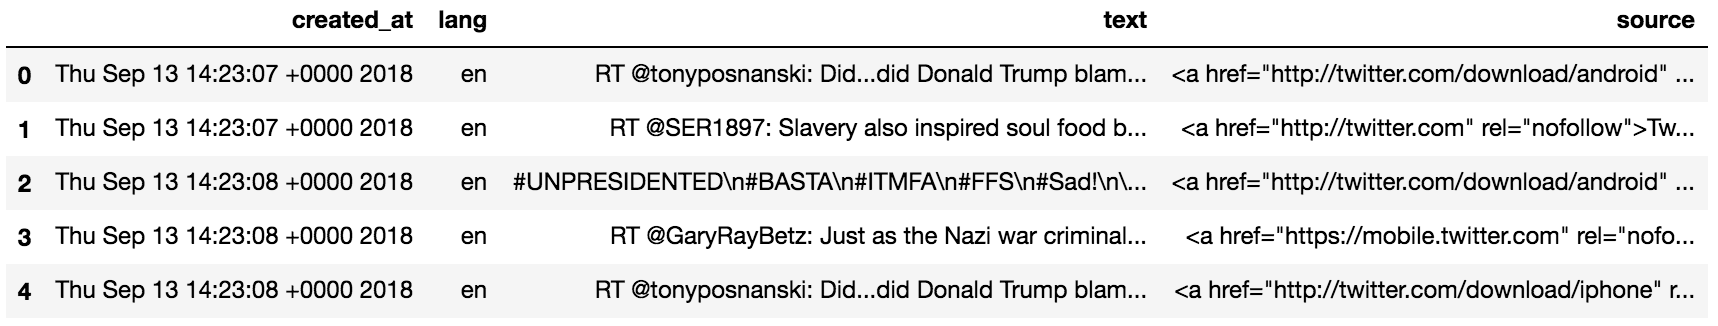 created_at lang text source
0 Thu Sep 13 14:23:07 +0000 2018 en RT @tonyposnanski: Did...did Donald Trump blam... <a href="http://twitter.com/download/android" ...
1 Thu Sep 13 14:23:07 +0000 2018 en RT @SER1897: Slavery also inspired soul food b... <a href="http://twitter.com" rel="nofollow">Tw...
2 Thu Sep 13 14:23:08 +0000 2018 en #UNPRESIDENTED\n#BASTA\n#ITMFA\n#FFS\n#Sad!\n\... <a href="http://twitter.com/download/android" ...
3 Thu Sep 13 14:23:08 +0000 2018 en RT @GaryRayBetz: Just as the Nazi war criminal... <a href="https://mobile.twitter.com" rel="nofo...
4 Thu Sep 13 14:23:08 +0000 2018 en RT @tonyposnanski: Did...did Donald Trump blam... <a href="http://twitter.com/download/iphone" r...